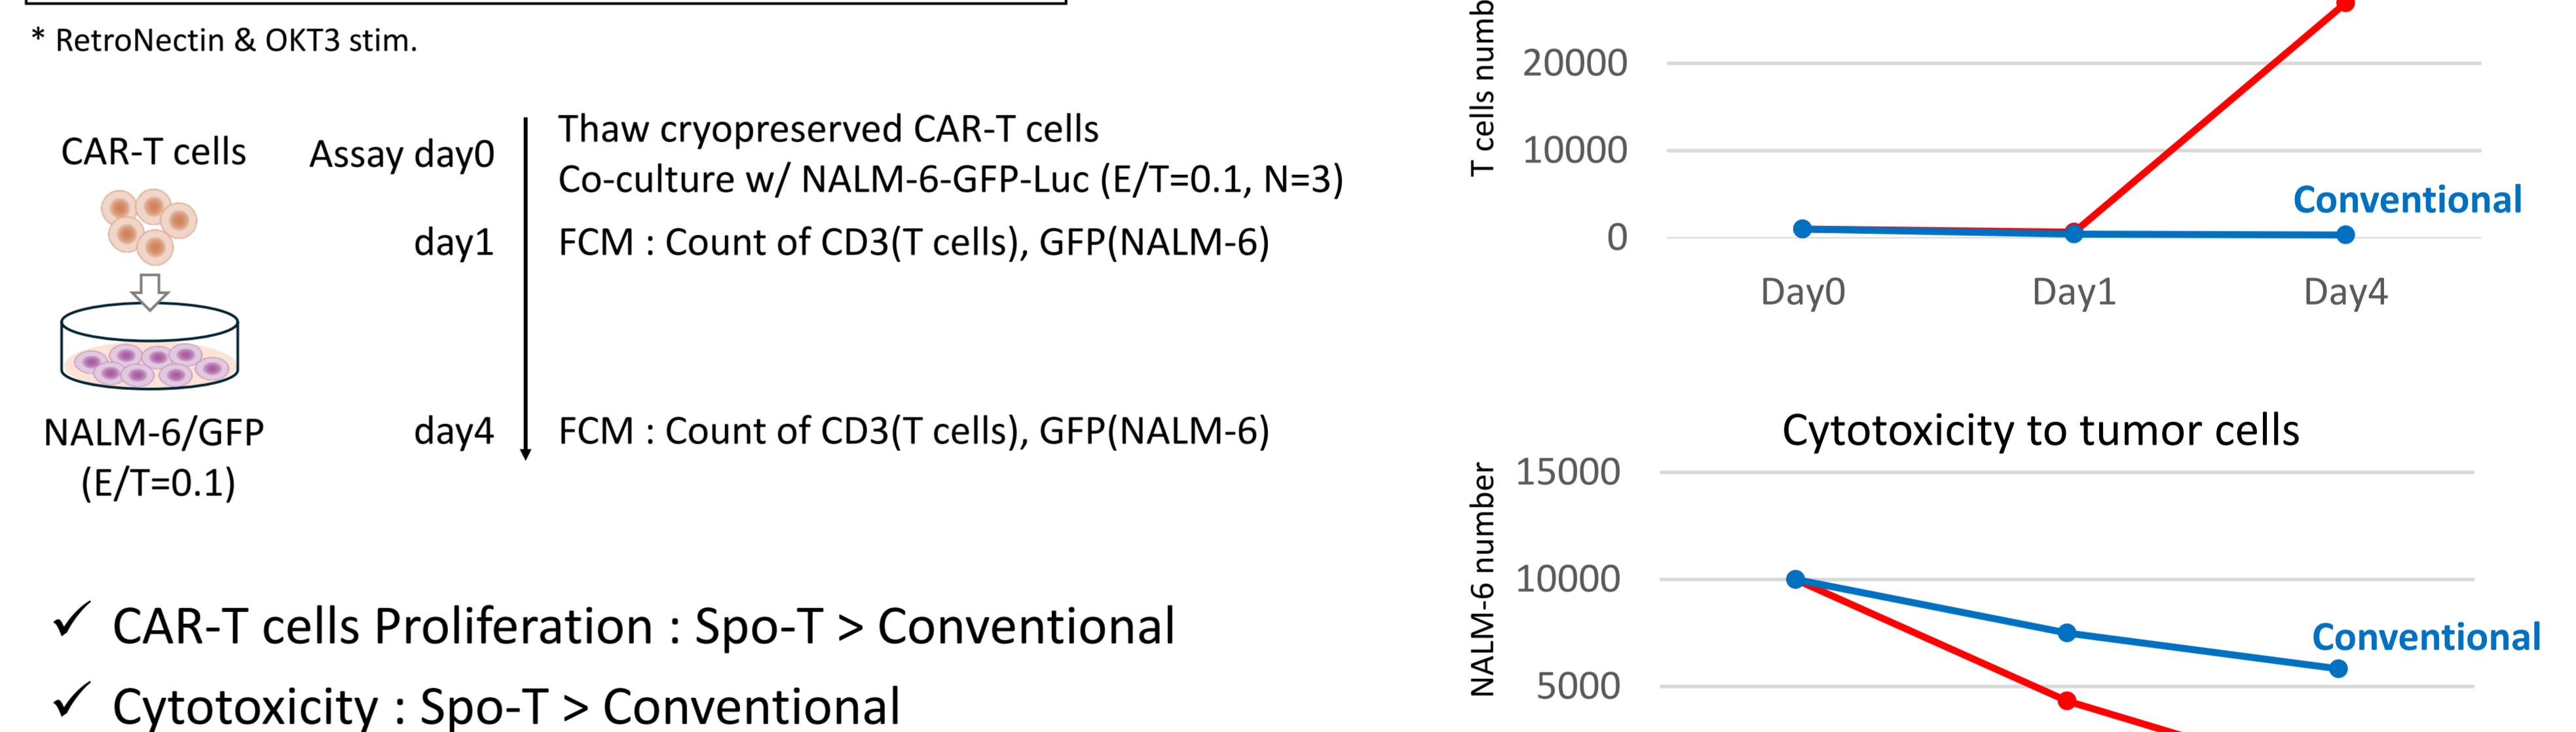 * RetroNectin & OKT3 stim.
CAR-T cells
NALM-6/GFP
(E/T=0.1)
Assay day0
Thaw cryopreserved CAR-T cells
Co-culture w/ NALM-6-GFP-Luc (E/T=0.1, N=3)
day1
FCM : Count of CD3(T cells), GFP(NALM-6)
day4
FCM : Count of CD3(T cells), GFP(NALM-6)
✓ CAR-T cells Proliferation : Spo-T > Conventional
✓ Cytotoxicity : Spo-T > Conventional
T cells numb
20000
10000
0
Conventional
Day0
Day1
Day4
Cytotoxicity to tumor cells
NALM-6 number
15000
10000
5000
Conventional